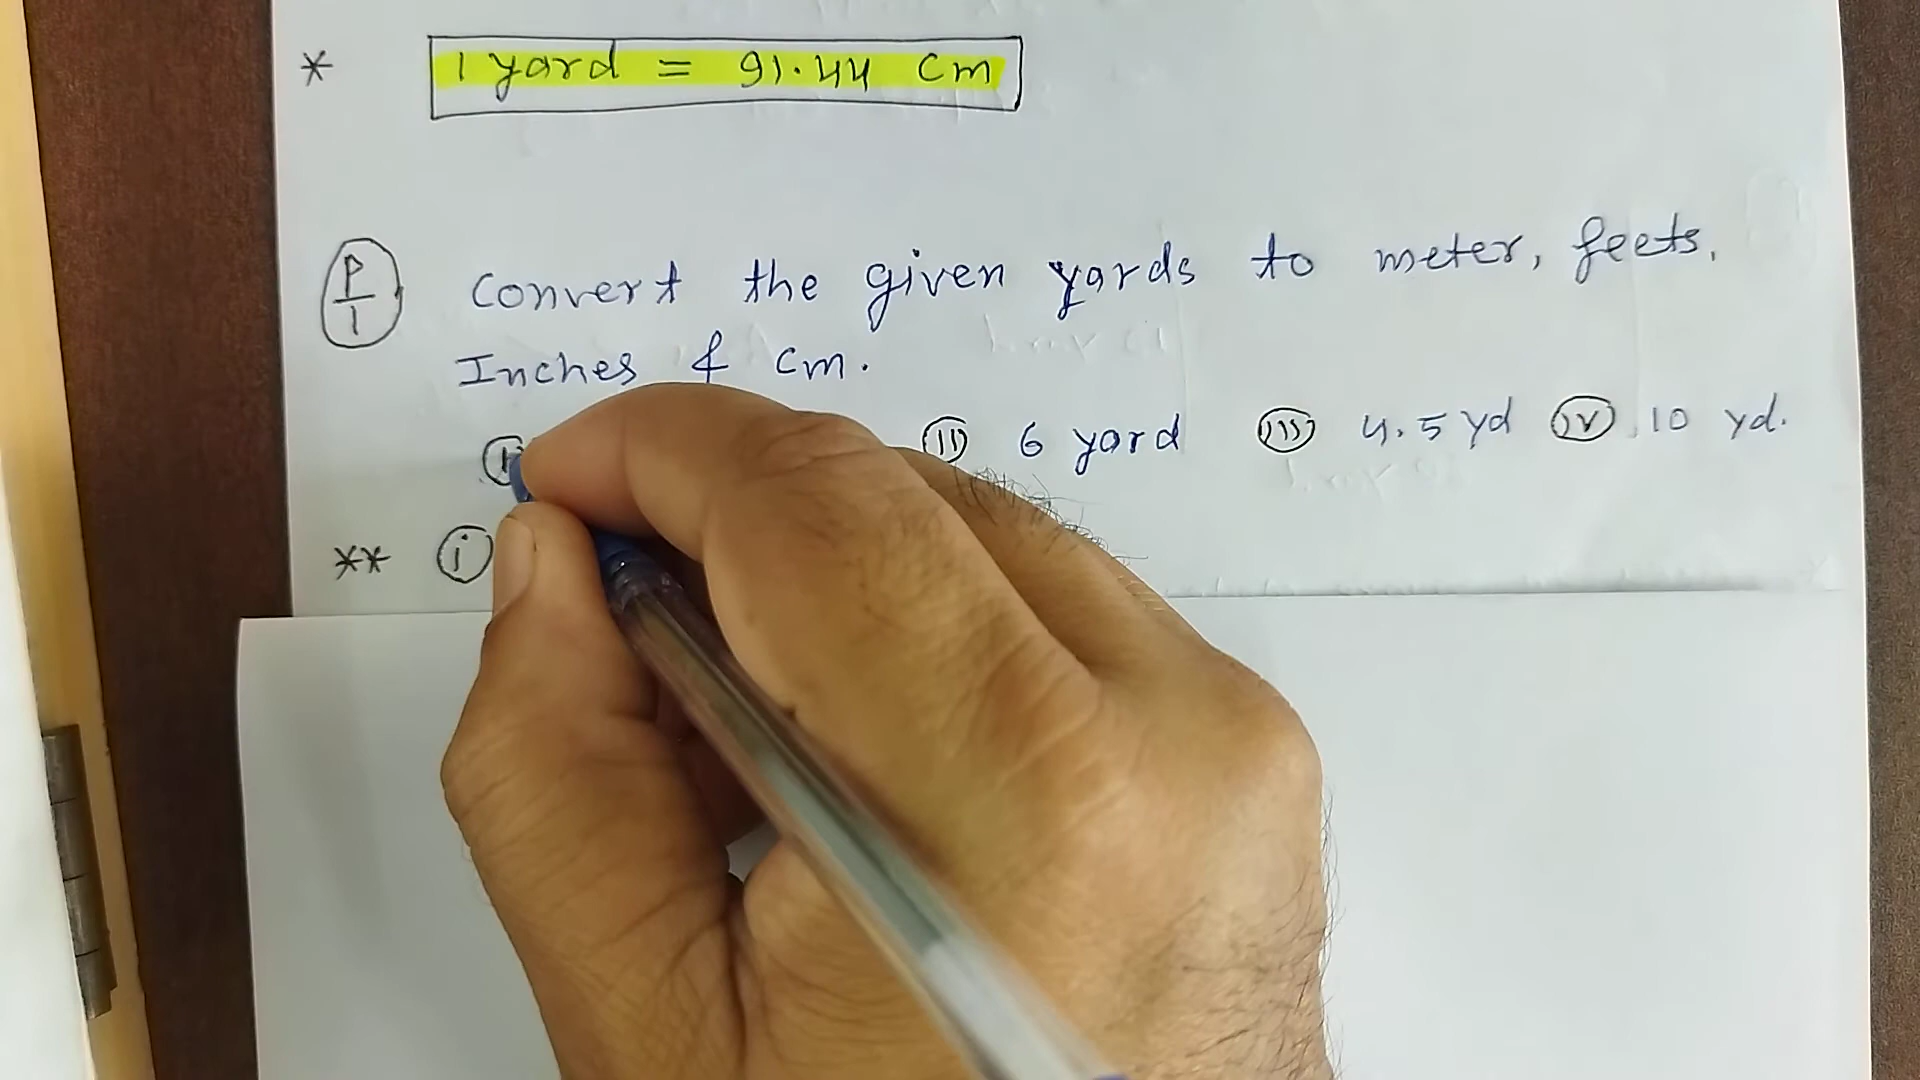 * 1 yard = 91.44 cm
P/1 Convert the given yards to meter, feets,
Inches & cm.
(i) (ii) 6 yard (iii) 4.5 yd (iv) 10 yd.
** (i)